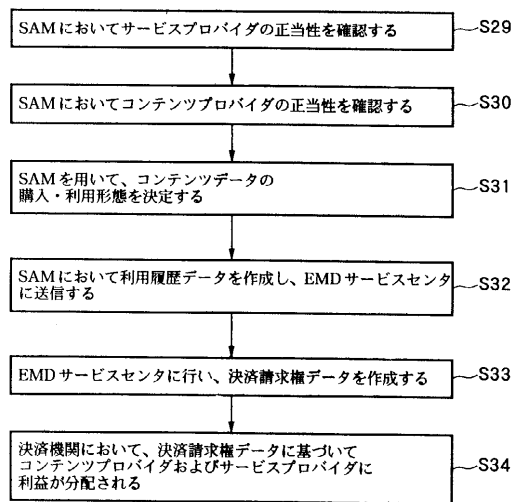 SAMにおいてサービスプロバイダの正当性を確認する
S29
SAMにおいてコンテンツプロバイダの正当性を確認する
S30
SAMを用いて、コンテンツデータの
購入・利用形態を決定する
S31
SAMにおいて利用履歴データを作成し、EMDサービスセンタ
に送信する
S32
EMDサービスセンタに行い、決済請求権データを作成する
S33
決済機関において、決済請求権データに基づいて
コンテンツプロバイダおよびサービスプロバイダに
利益が分配される
S34